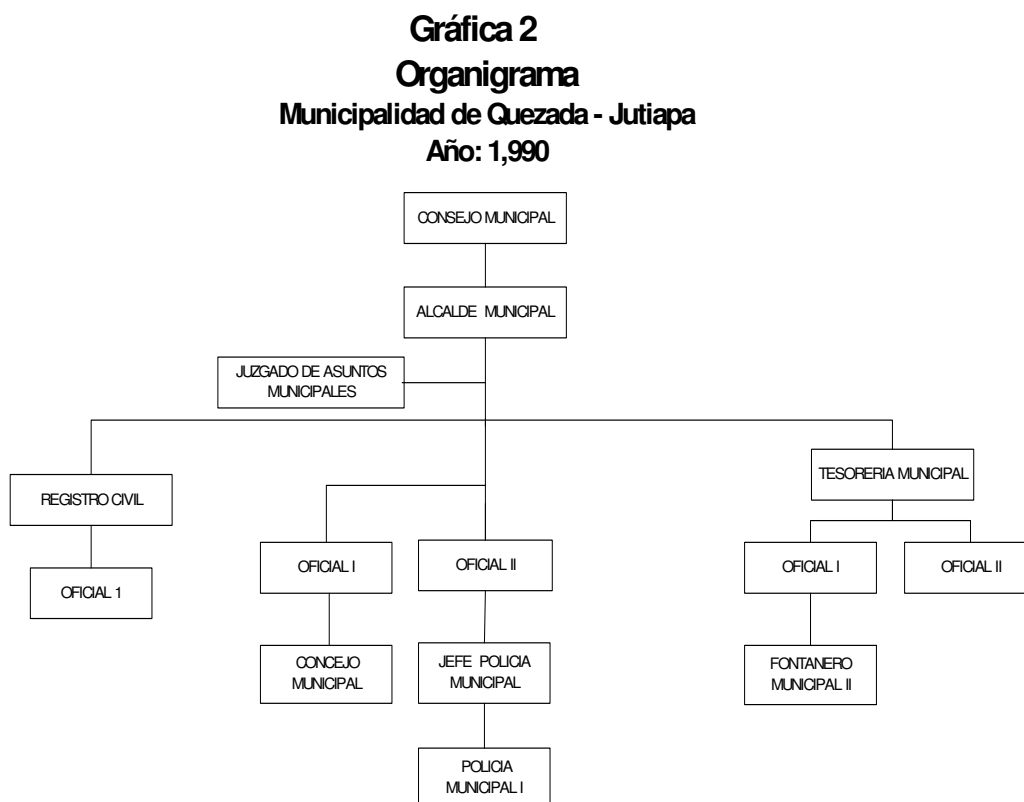 Gráfica 2
Organigrama
Municipalidad de Quezada - Jutiapa
Año: 1,990
CONSEJO MUNICIPAL
ALCALDE MUNICIPAL
JUZGADO DE ASUNTOS
MUNICIPALES
REGISTRO CIVIL
OFICIAL 1
OFICIAL I
CONCEJO
MUNICIPAL
OFICIAL II
JEFE POLICIA
MUNICIPAL
POLICIA
MUNICIPAL I
TESORERIA MUNICIPAL
OFICIAL I
OFICIAL II
FONTANERO
MUNICIPAL II